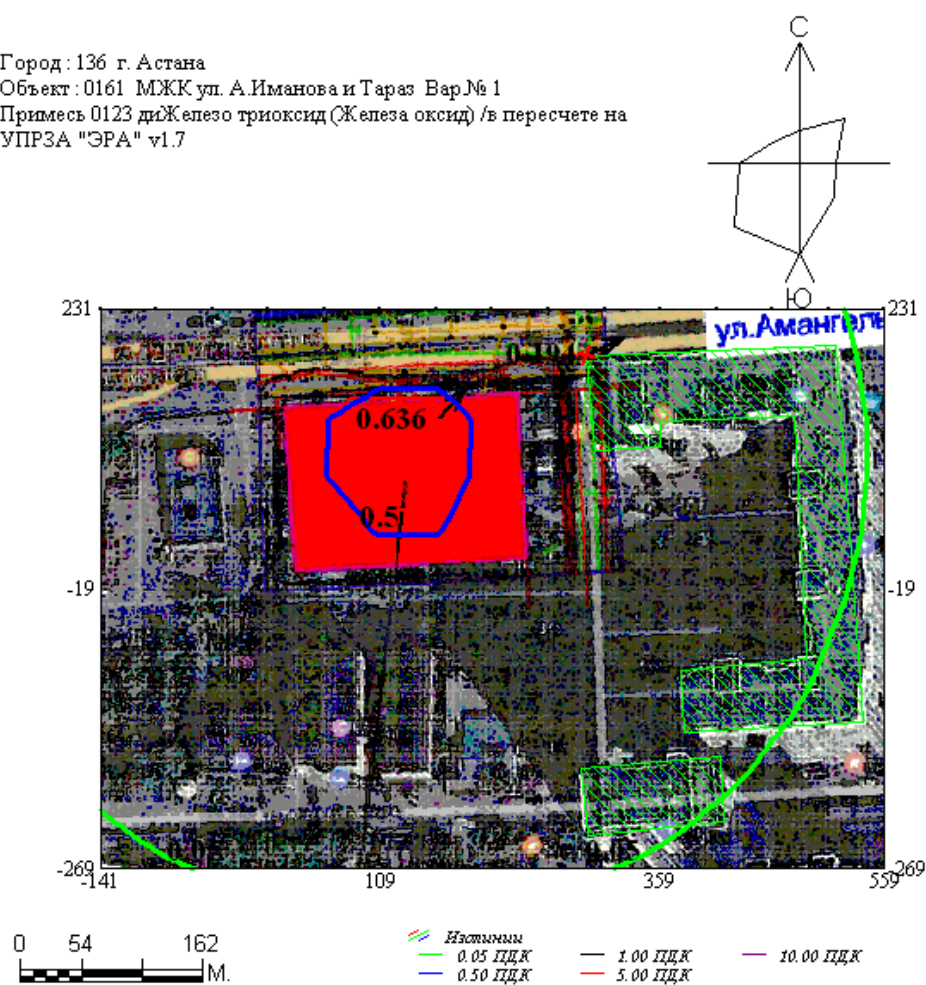 С
Город : 136 г. Астана
Объект : 0161 МЖК ул. А.Иманова и Тараз Вар.№ 1
Примесь 0123 диЖелезо триоксид (Железа оксид) /в пересчете на
УПРЗА "ЭРА" v1.7
Ю
231
231
ул.Амангель
0.636
0.5
-19
-19
-269
269
-141
109
359
559
0 54 162
М.
Изолинии
0.05 ПДК 1.00 ПДК 10.00 ПДК
0.50 ПДК 5.00 ПДК